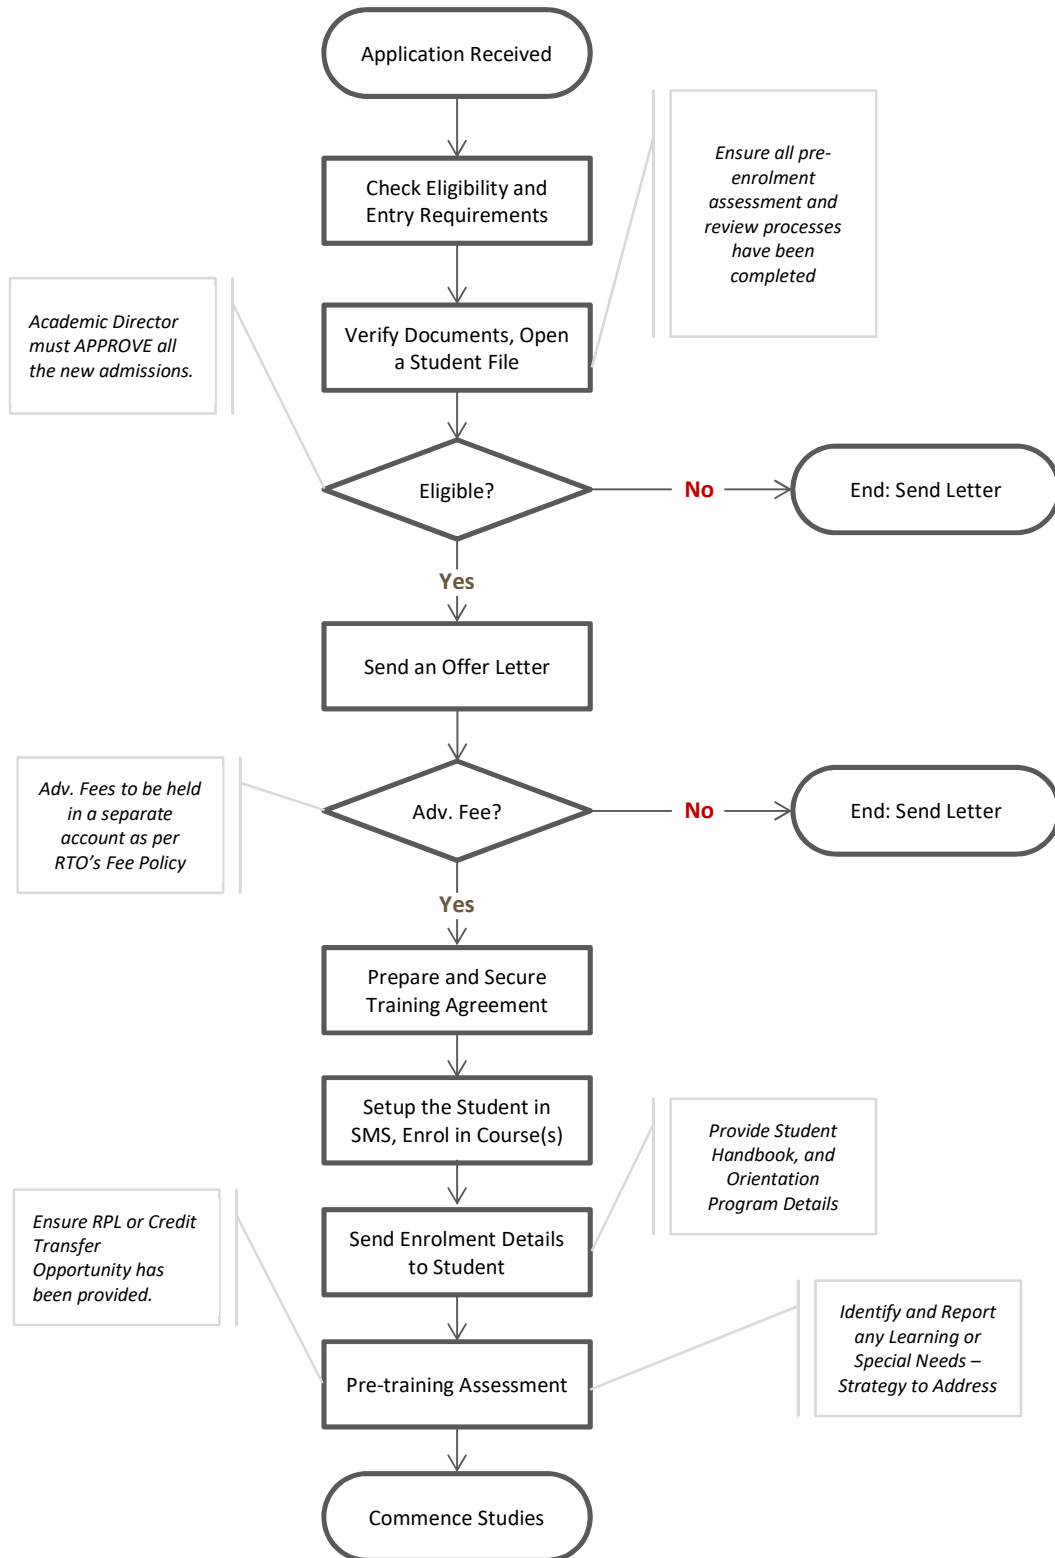 Application Received
Check Eligibility and
Entry Requirements
Ensure all pre-
enrolment
assessment and
review processes
have been
completed
Academic Director
must APPROVE all
the new admissions.
Verify Documents, Open
a Student File
Eligible?
No
End: Send Letter
Yes
Send an Offer Letter
Adv. Fees to be held
in a separate
account as per
RTO’s Fee Policy
Adv. Fee?
No
End: Send Letter
Yes
Prepare and Secure
Training Agreement
Setup the Student in
SMS, Enrol in Course(s)
Provide Student
Handbook, and
Orientation
Program Details
Ensure RPL or Credit
Transfer
Opportunity has
been provided.
Send Enrolment Details
to Student
Identify and Report
any Learning or
Special Needs –
Strategy to Address
Pre-training Assessment
Commence Studies